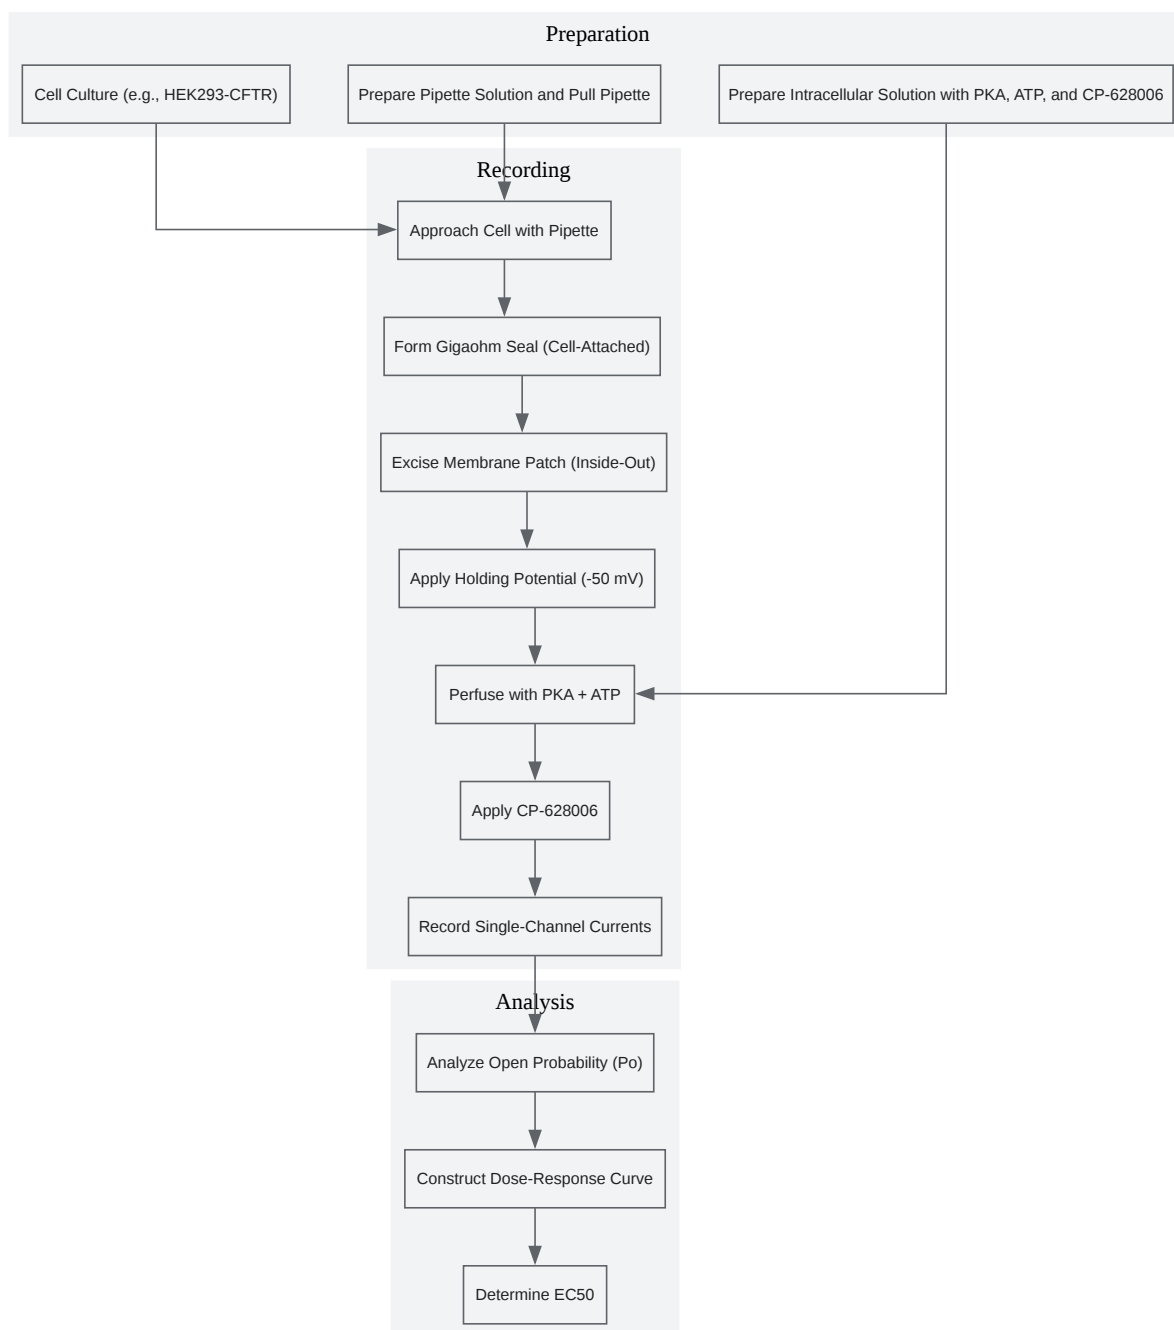 Preparation
Cell Culture (e.g., HEK293-CFTR)
Prepare Pipette Solution and Pull Pipette
Prepare Intracellular Solution with PKA, ATP, and CP-628006
Recording
Approach Cell with Pipette
Form Gigaohm Seal (Cell-Attached)
Excise Membrane Patch (Inside-Out)
Apply Holding Potential (-50 mV)
Perfuse with PKA + ATP
Apply CP-628006
Record Single-Channel Currents
Analysis
Analyze Open Probability (Po)
Construct Dose-Response Curve
Determine EC50